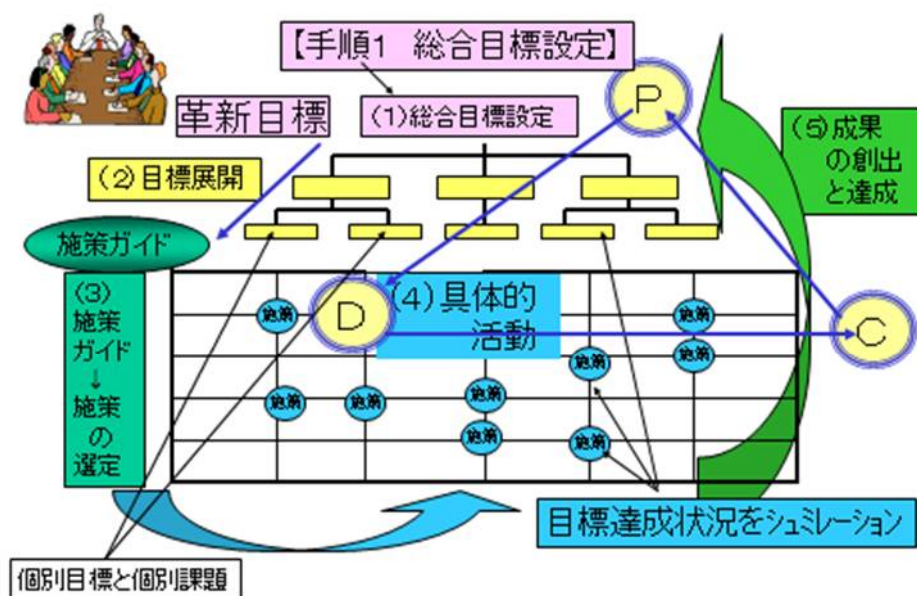 【手順1 総合目標設定】
P
革新目標
(1)総合目標設定
(5)成果
の創出
と達成
(2)目標展開
施策ガイド
(3)
施策
ガイド
↓
施策
の
選定
D
(4)具体的
活動
C
施策
施策
施策
施策
施策
施策
施策
施策
施策
目標達成状況をシュミレーション
個別目標と個別課題